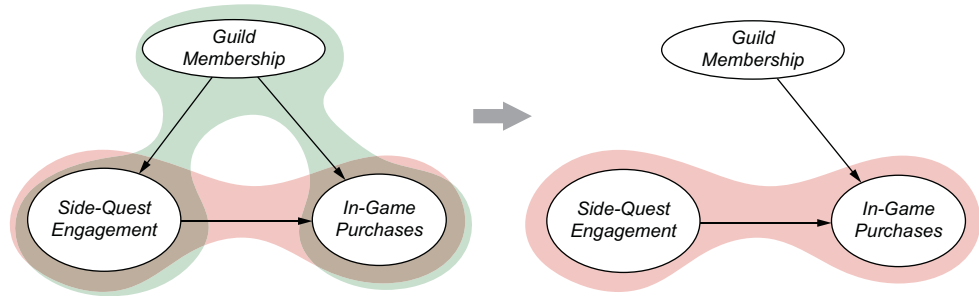 Guild
Membership
Side-Quest
Engagement
In-Game
Purchases
Guild
Membership
Side-Quest
Engagement
In-Game
Purchases